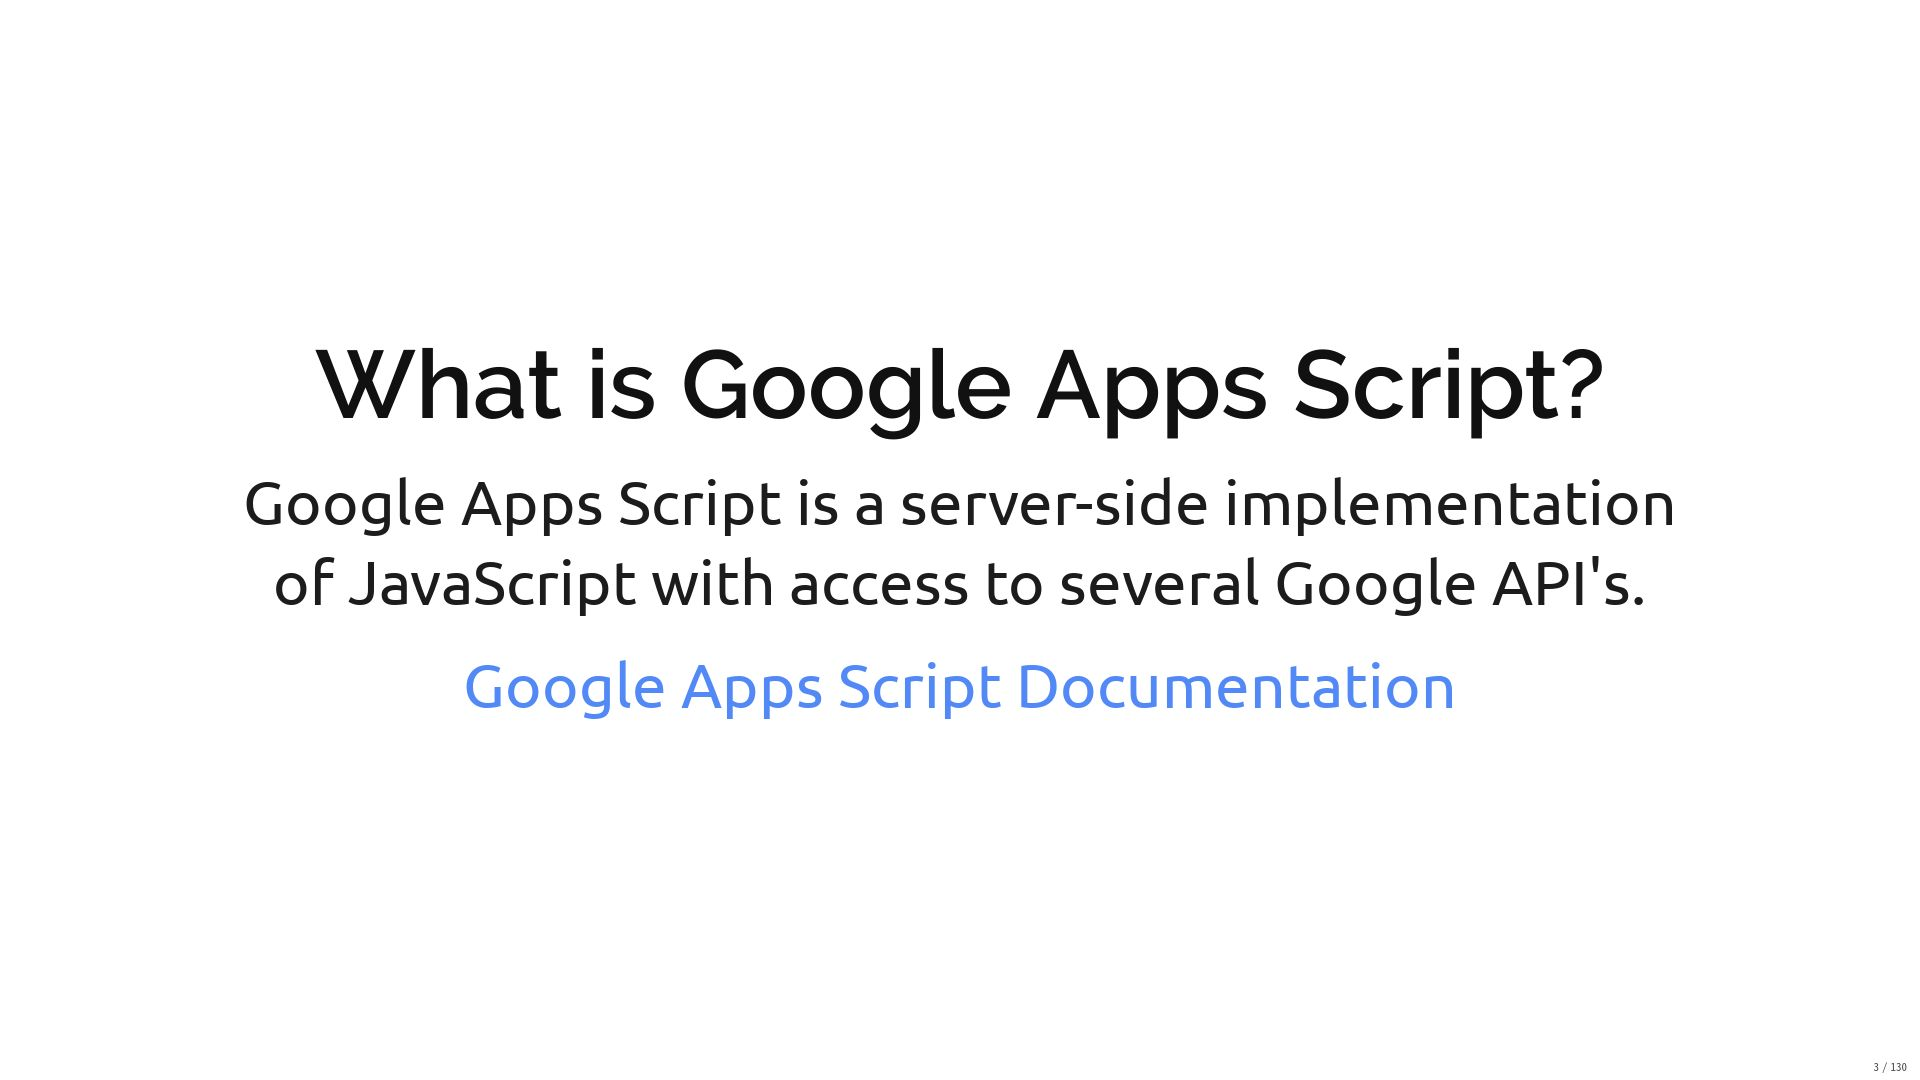 What is Google Apps Script?
Google Apps Script is a server-side implementation
of JavaScript with access to several Google API's.
Google Apps Script Documentation
3 / 130